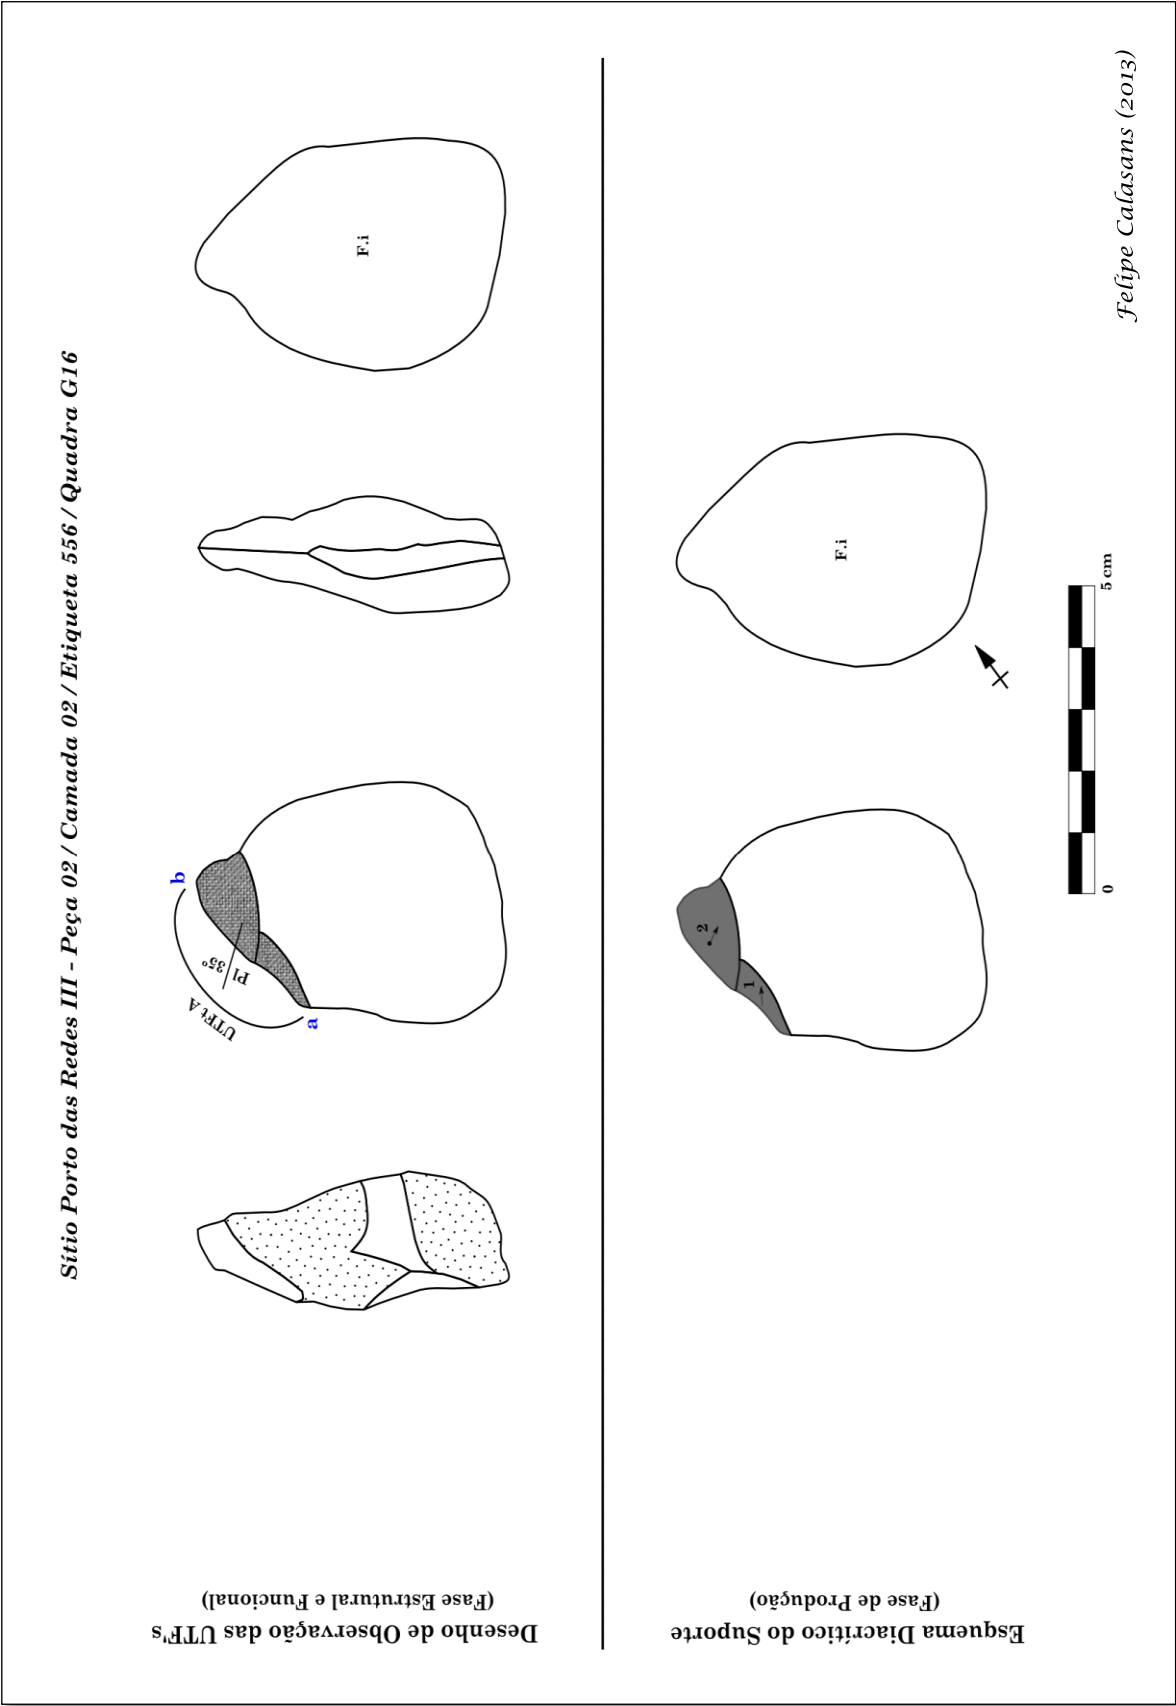 Sítio Porto das Redes III - Peça 02 / Camada 02 / Etiqueta 556 / Quadra G16
Desenho de Observação das UTF's
(Fase Estrutural e Funcional)
b
35°
Pl
UTFt A
a
F.i
Esquema Diacrítico do Suporte
(Fase de Produção)
2
1
F.i
0
5 cm
Felipe Calasans (2013)